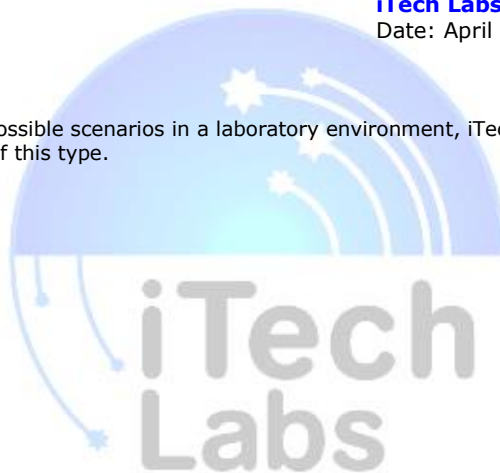 iTech Labs
Date: April
ossible scenarios in a laboratory environment, iTec
f this type.
iTech
Labs